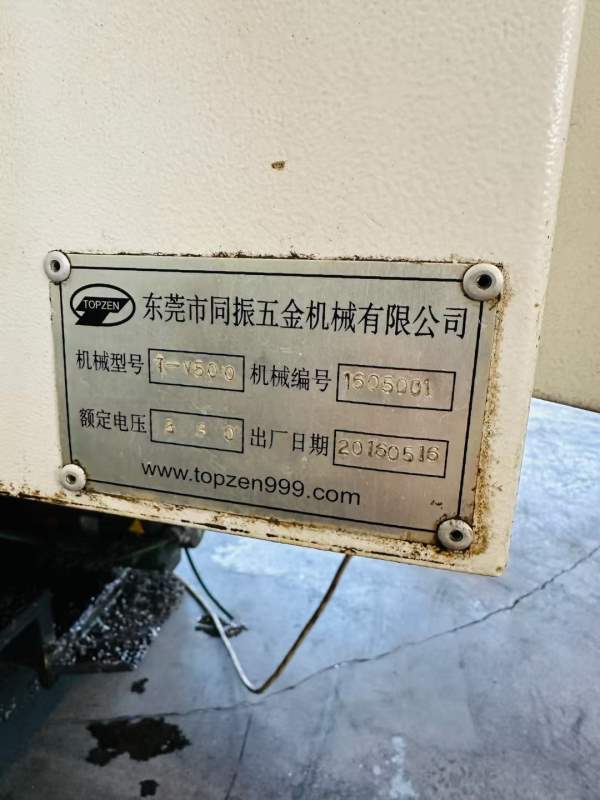 TOPZEN 东莞市同振五金机械有限公司
机械型号 T-V500 机械编号 1605001
额定电压 380 出厂日期 20160516
www.topzen999.com